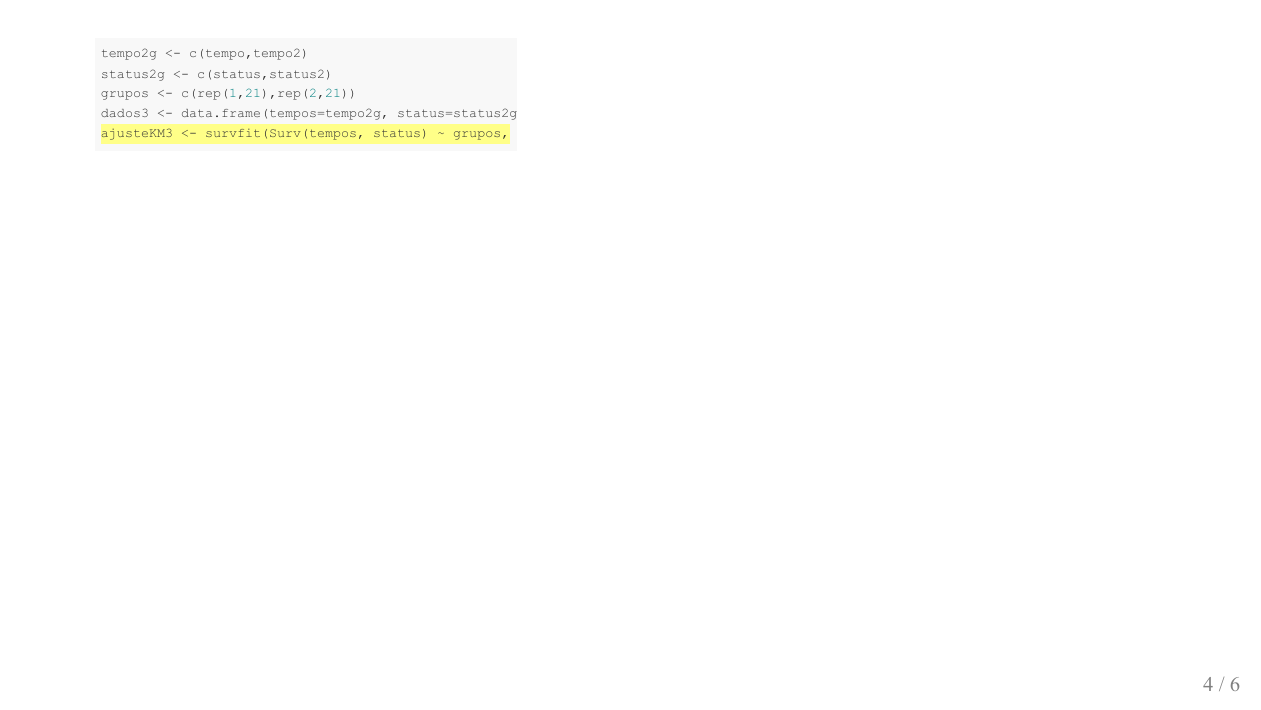 tempo2g <- c(tempo,tempo2)
status2g <- c(status,status2)
grupos <- c(rep(1,21),rep(2,21))
dados3 <- data.frame(tempos=tempo2g, status=status2g
ajusteKM3 <- survfit(Surv(tempos, status) ~ grupos,
4 / 6